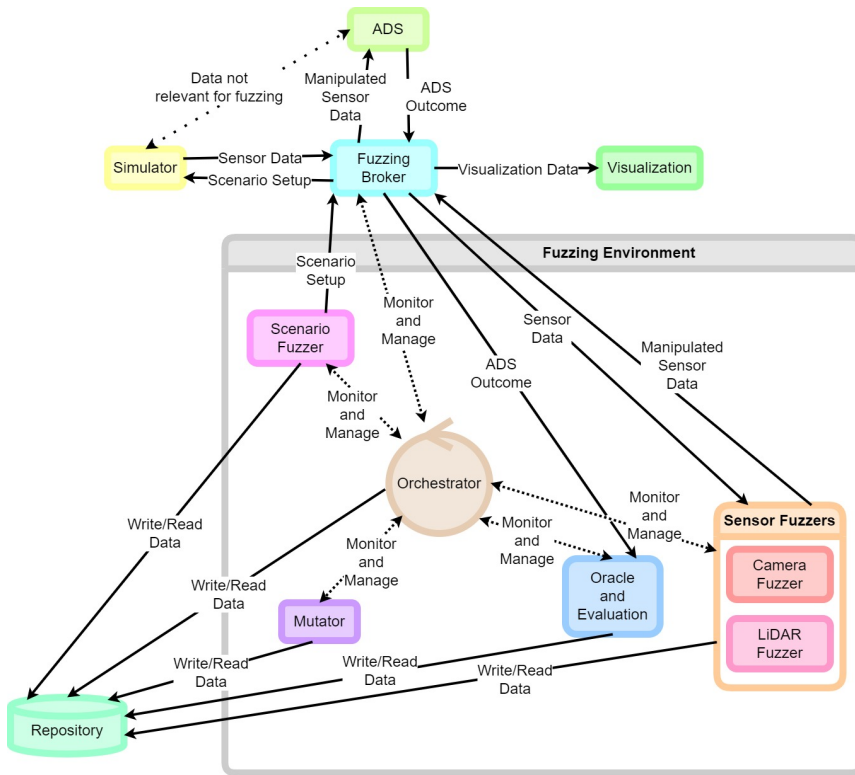 ADS
Data not
relevant for fuzzing
Manipulated
Sensor
Data
ADS
Outcome
Simulator
Sensor Data
Scenario Setup
Fuzzing
Broker
Visualization Data
Visualization
Fuzzing Environment
Scenario
Setup
Scenario
Fuzzer
Monitor
and
Manage
Sensor
Data
Manipulated
Sensor
Data
ADS
Outcome
Monitor
and
Manage
Orchestrator
Monitor
and
Manage
Sensor Fuzzers
Write/Read
Data
Monitor
and
Manage
Monitor
and
Manage
Camera
Fuzzer
Oracle
and
Evaluation
Write/Read
Data
Mutator
LiDAR
Fuzzer
Write/Read
Data
Write/Read
Data
Write/Read
Data
Repository